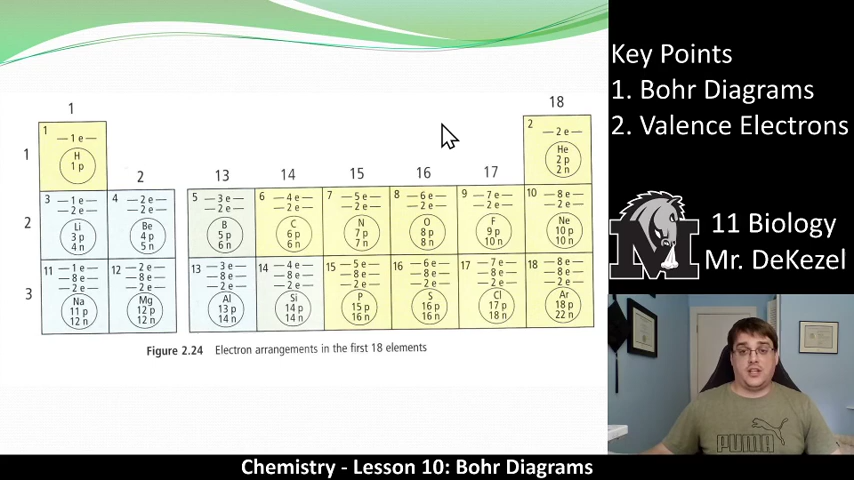 Key Points
1. Bohr Diagrams
2. Valence Electrons
11 Biology
Mr. DeKezel
M
1
18
1
1 e
H
1 p
2
2 e
He
2 p
2 n
1
2
13
14
15
16
17
2
3
1 e
2 e
Li
3 p
4 n
4
2 e
2 e
Be
4 p
5 n
5
3 e
2 e
B
5 p
6 n
6
4 e
2 e
C
6 p
6 n
7
5 e
2 e
N
7 p
7 n
8
6 e
2 e
O
8 p
8 n
9
7 e
2 e
F
9 p
10 n
10
8 e
2 e
Ne
10 p
10 n
3
11
1 e
8 e
2 e
Na
11 p
12 n
12
2 e
8 e
2 e
Mg
12 p
12 n
13
3 e
8 e
2 e
Al
13 p
14 n
14
4 e
8 e
2 e
Si
14 p
14 n
15
5 e
8 e
2 e
P
15 p
16 n
16
6 e
8 e
2 e
S
16 p
16 n
17
7 e
8 e
2 e
Cl
17 p
18 n
18
8 e
8 e
2 e
Ar
18 p
22 n
Figure 2.24 Electron arrangements in the first 18 elements
PUMA
Chemistry - Lesson 10: Bohr Diagrams